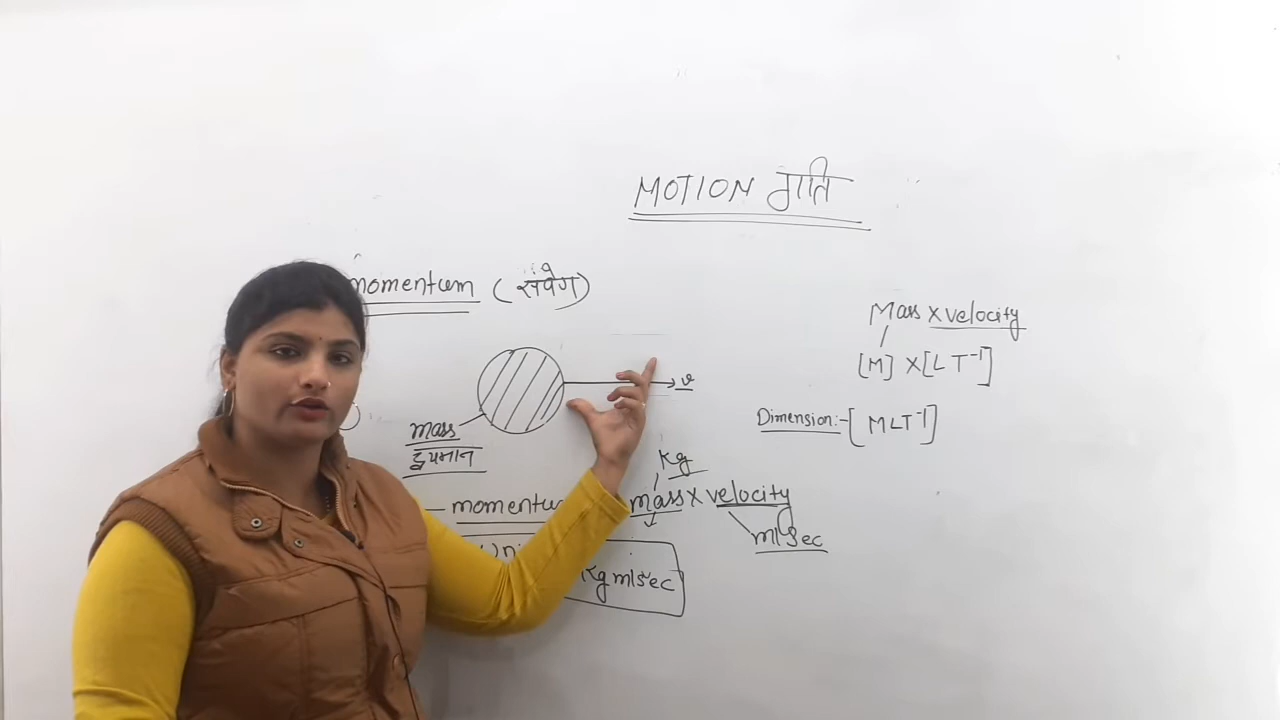 MOTION गति
momentum (संवेग)
Mass x velocity
[M] x [L T⁻¹]
v
mass
द्रव्यमान
Dimension:- [MLT⁻¹]
Kg
— momentu mass x velocity
m/sec
Uni Kg m/sec